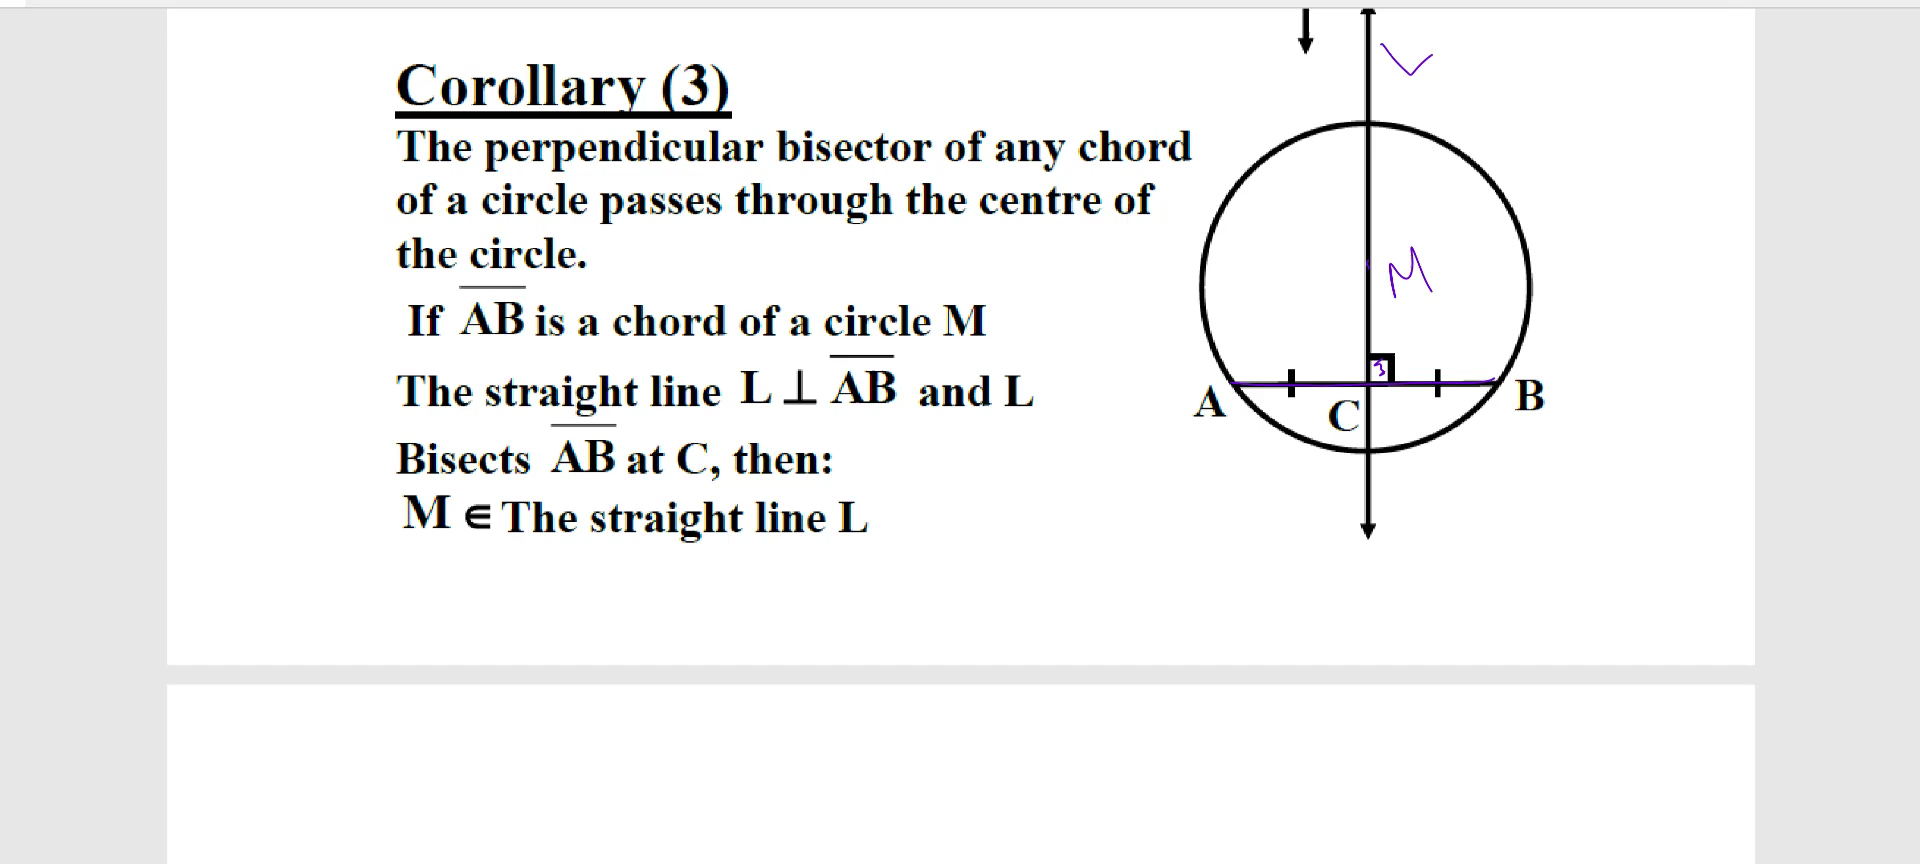 Corollary (3)
The perpendicular bisector of any chord
of a circle passes through the centre of
the circle.
If AB is a chord of a circle M
The straight line L ⊥ AB and L
Bisects AB at C, then:
M ∈ The straight line L
L
M
A
C
B